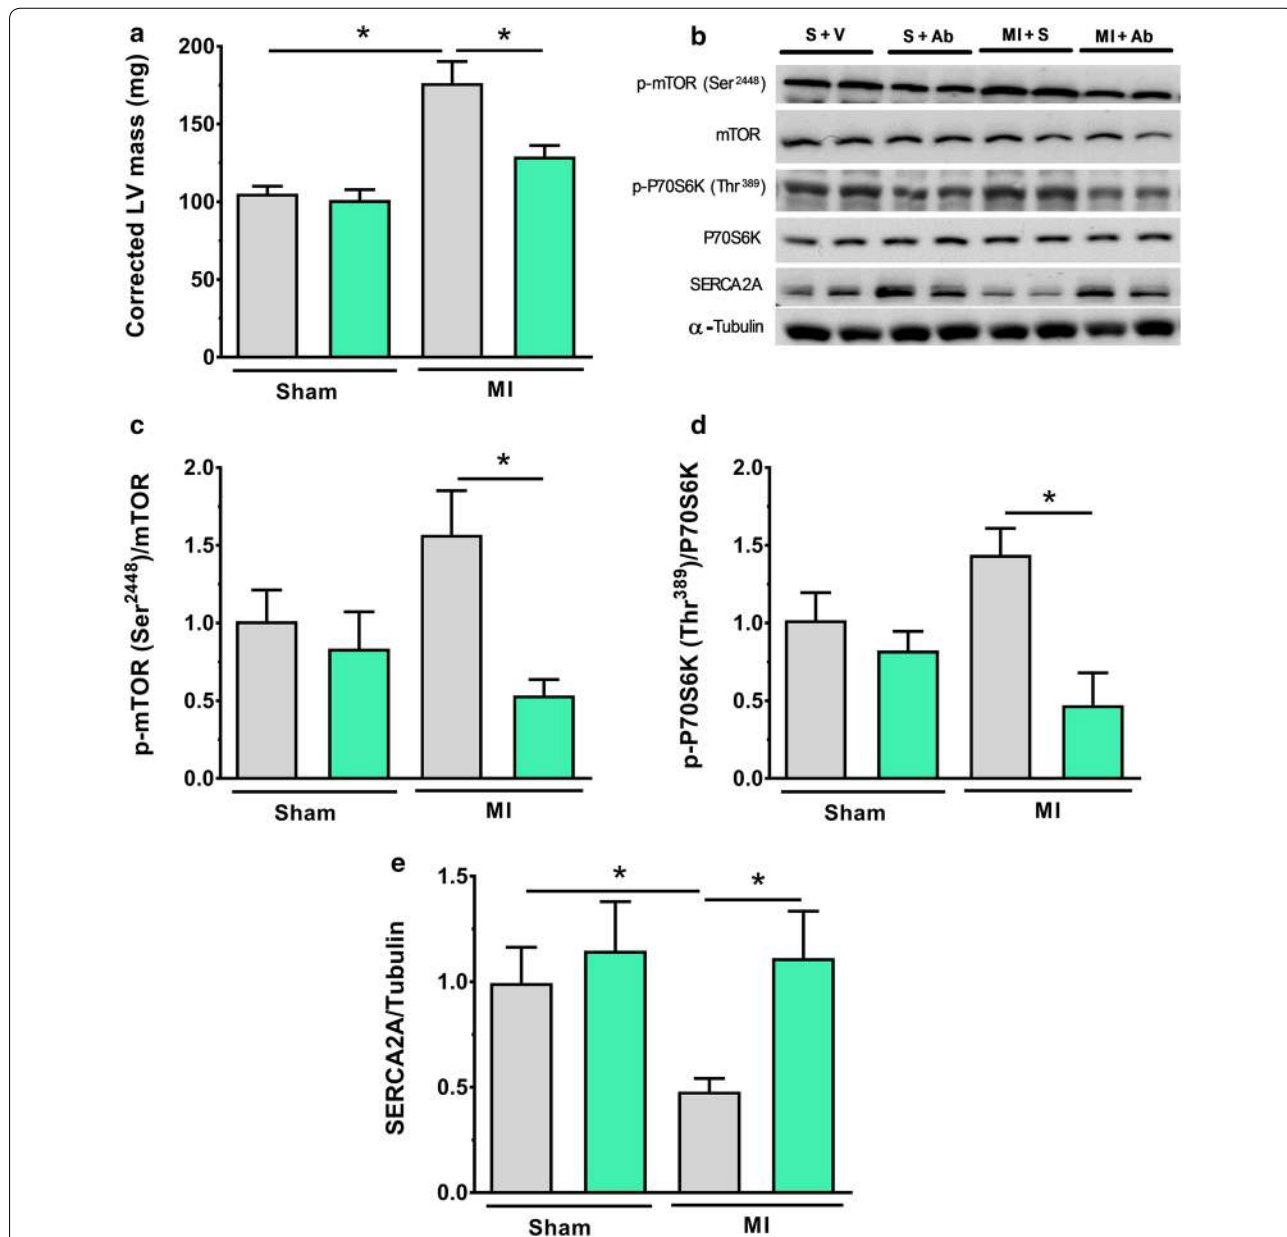 a
Corrected LV mass (mg)
200
150
100
50
0
*
*
Sham
MI
b
S + V
S + Ab
MI + S
MI + Ab
p-mTOR (Ser2448)
mTOR
p-P70S6K (Thr389)
P70S6K
SERCA2A
α-Tubulin
c
p-mTOR (Ser2448)/mTOR
2.0
1.5
1.0
0.5
0.0
*
Sham
MI
d
p-P70S6K (Thr389)/P70S6K
2.0
1.5
1.0
0.5
0.0
*
Sham
MI
e
SERCA2A/Tubulin
1.5
1.0
0.5
0.0
*
*
Sham
MI